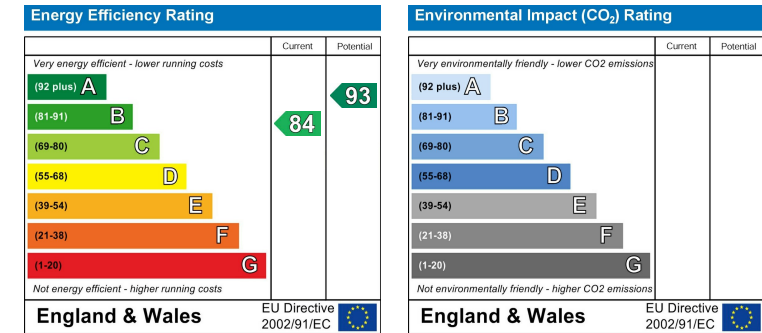 Energy Efficiency Rating
Current Potential
Very energy efficient - lower running costs
(92 plus) A
(81-91) B
(69-80) C
(55-68) D
(39-54) E
(21-38) F
(1-20) G
93
84
Not energy efficient - higher running costs
England & Wales
EU Directive
2002/91/EC
Environmental Impact (CO2) Rating
Current Potential
Very environmentally friendly - lower CO2 emissions
(92 plus) A
(81-91) B
(69-80) C
(55-68) D
(39-54) E
(21-38) F
(1-20) G
Not environmentally friendly - higher CO2 emissions
England & Wales
EU Directive
2002/91/EC